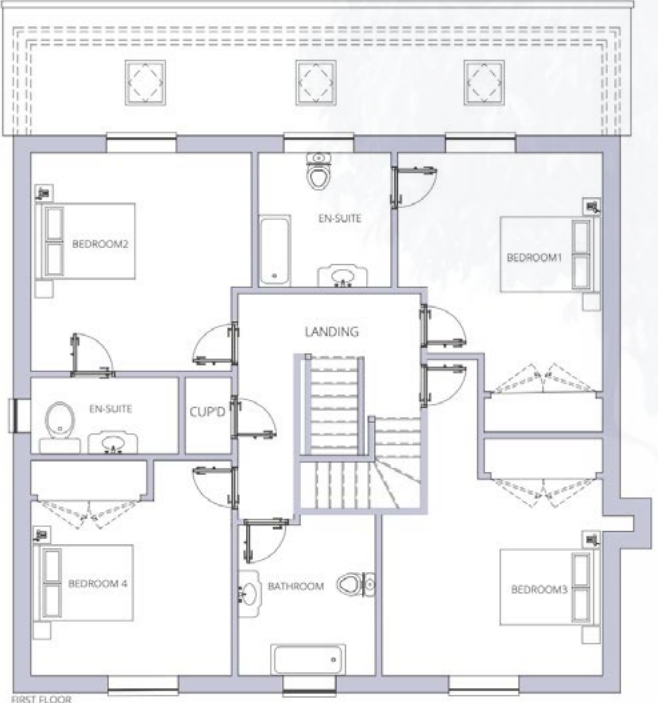 BEDROOM2
EN-SUITE
BEDROOM1
LANDING
EN-SUITE
CUP'D
BEDROOM 4
BATHROOM
BEDROOM3
FIRST FLOOR